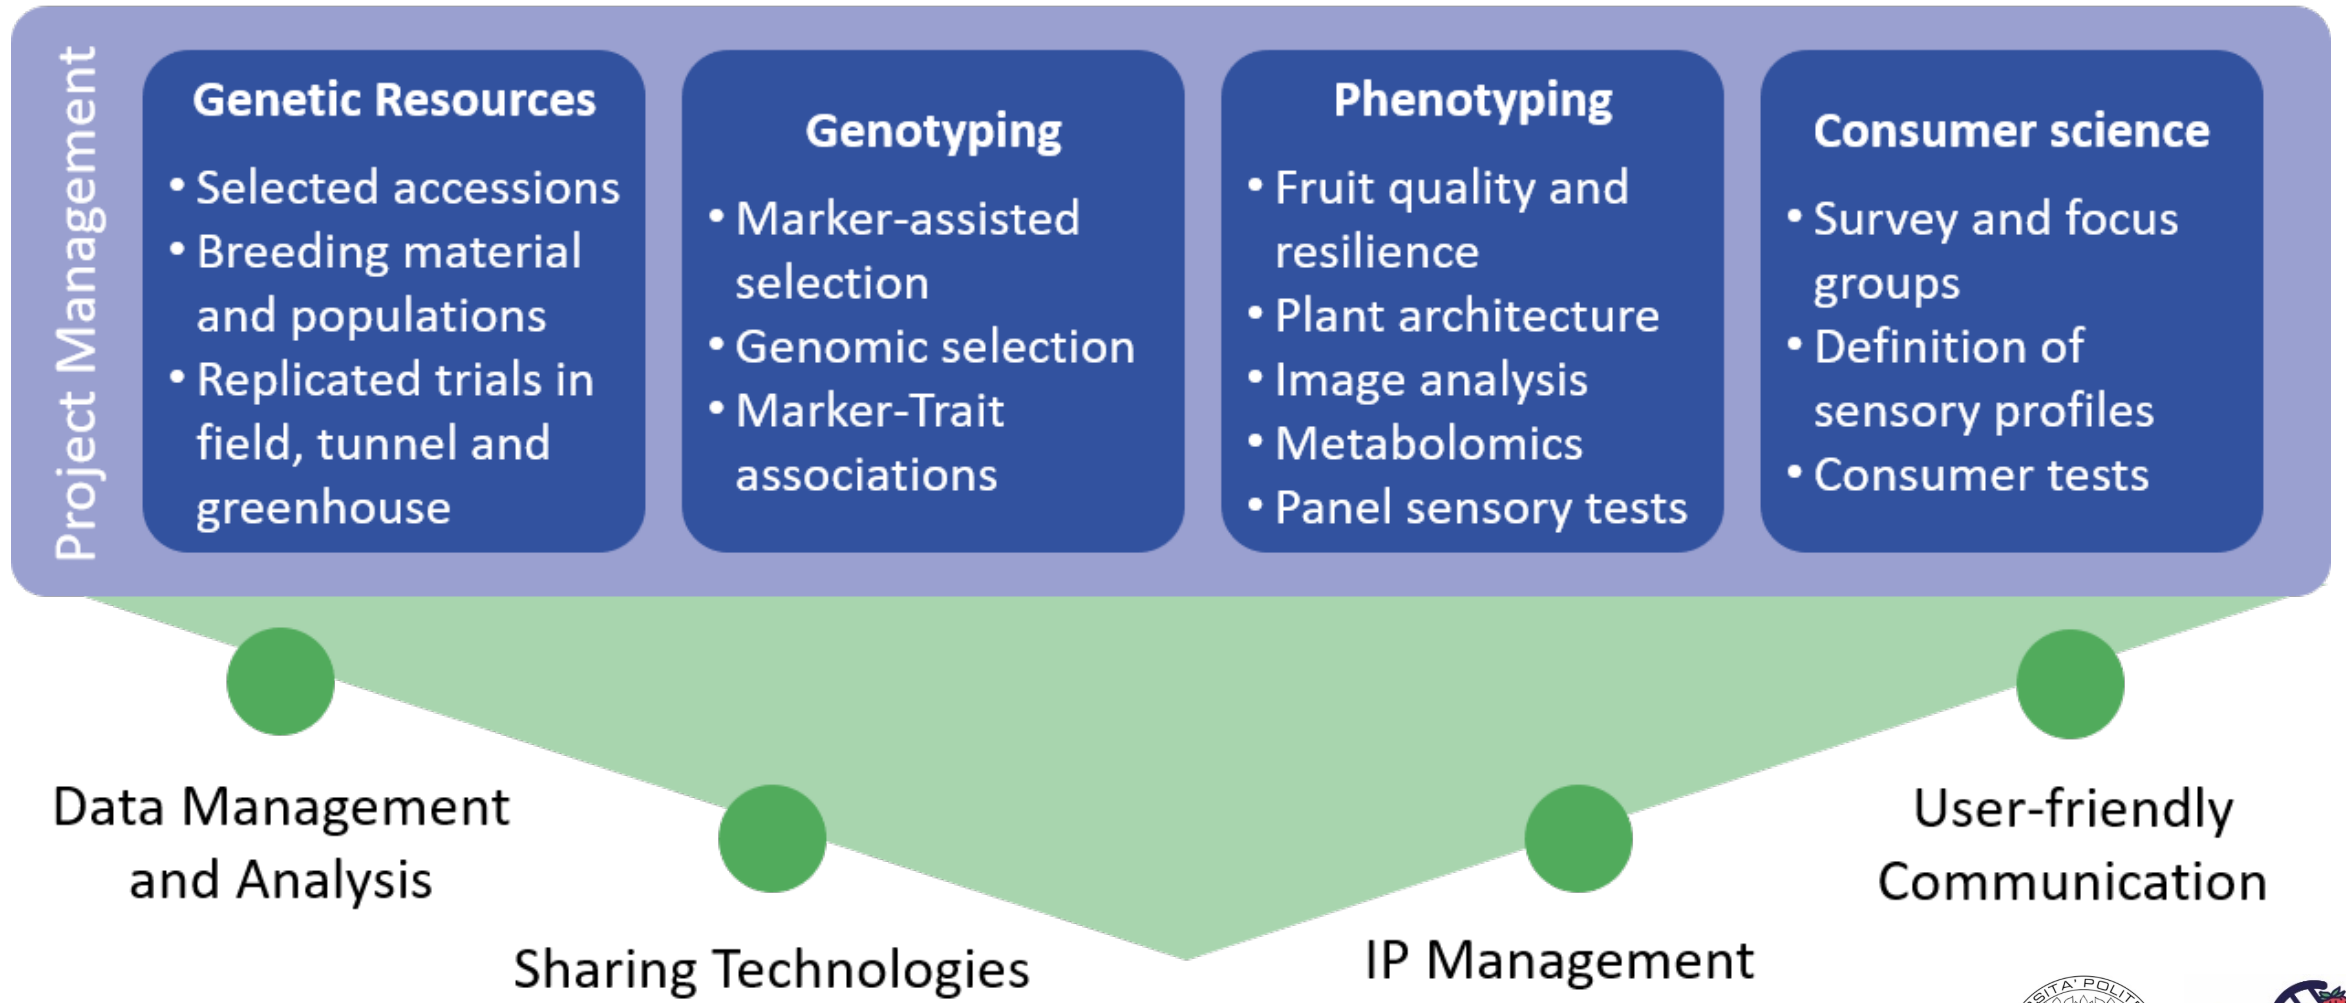 Project Management
Genetic Resources
• Selected accessions
• Breeding material
and populations
• Replicated trials in
field, tunnel and
greenhouse
Genotyping
• Marker-assisted
selection
• Genomic selection
• Marker-Trait
associations
Phenotyping
• Fruit quality and
resilience
• Plant architecture
• Image analysis
• Metabolomics
• Panel sensory tests
Consumer science
• Survey and focus
groups
• Definition of
sensory profiles
• Consumer tests
Data Management
and Analysis
Sharing Technologies
IP Management
User-friendly
Communication